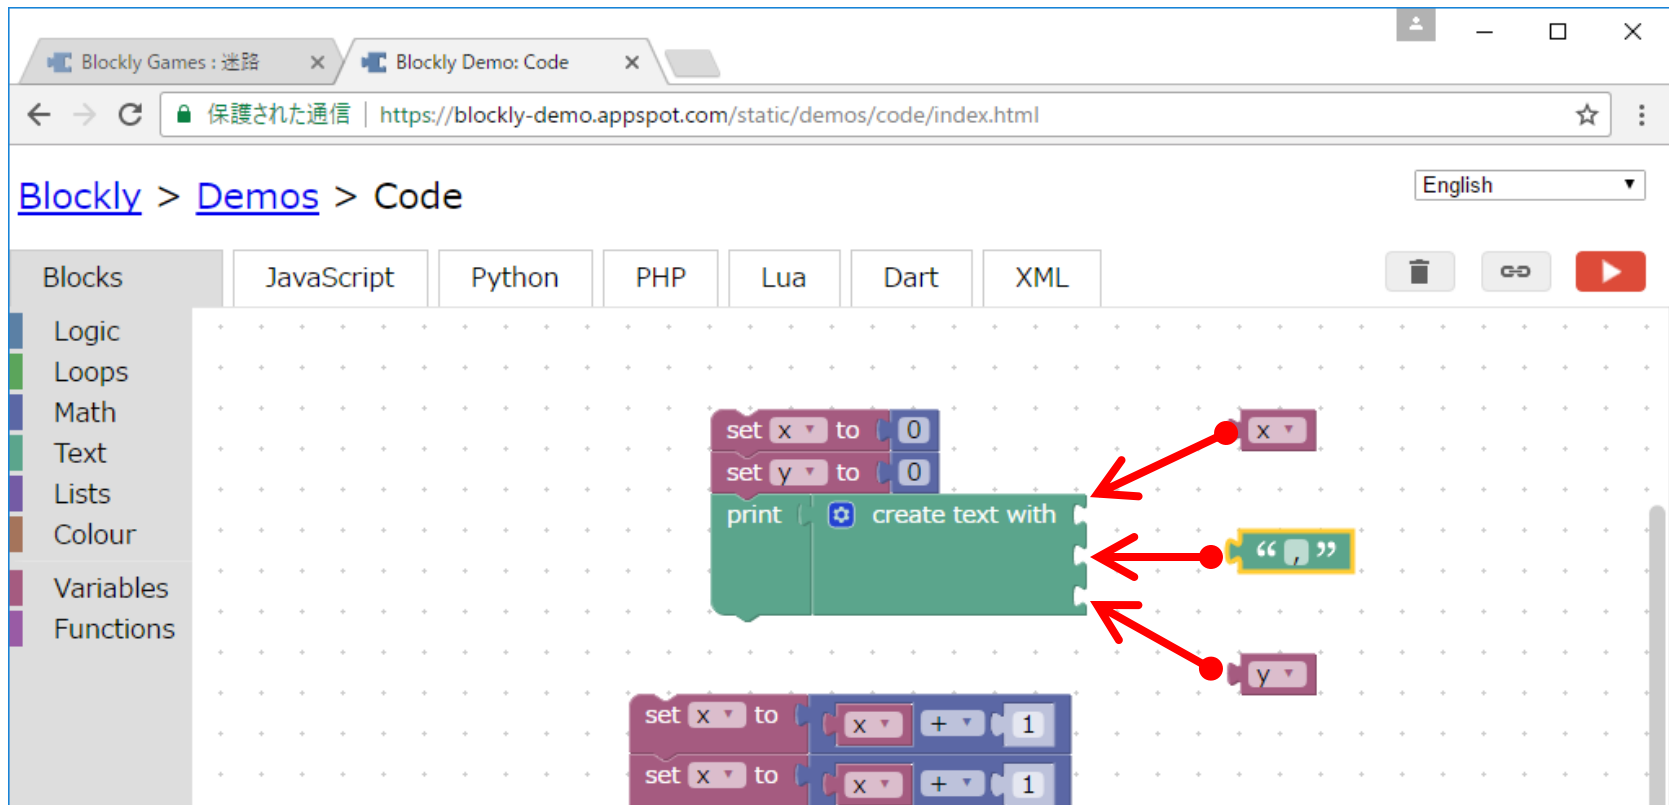 Blockly Games : 迷路
Blockly Demo: Code
保護された通信 | https://blockly-demo.appspot.com/static/demos/code/index.html
Blockly > Demos > Code
English
Blocks JavaScript Python PHP Lua Dart XML
Logic
Loops
Math
Text
Lists
Colour
Variables
Functions
set x to 0
set y to 0
print create text with
x
“ , ”
y
set x to x + 1
set x to x + 1